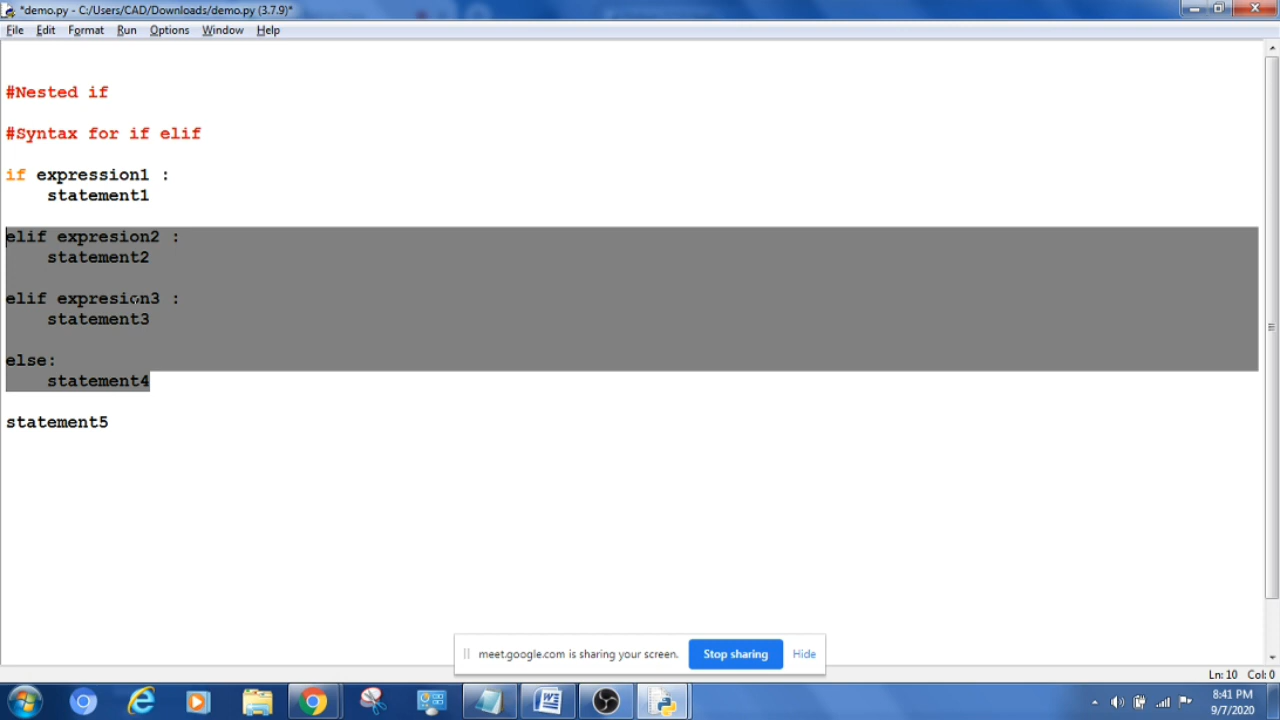 *demo.py - C:/Users/CAD/Downloads/demo.py (3.7.9)*
File Edit Format Run Options Window Help
#Nested if
#Syntax for if elif
if expression1 :
statement1
elif expresion2 :
statement2
elif expresion3 :
statement3
else:
statement4
statement5
meet.google.com is sharing your screen. Stop sharing Hide
Ln: 10 Col: 0
8:41 PM
9/7/2020